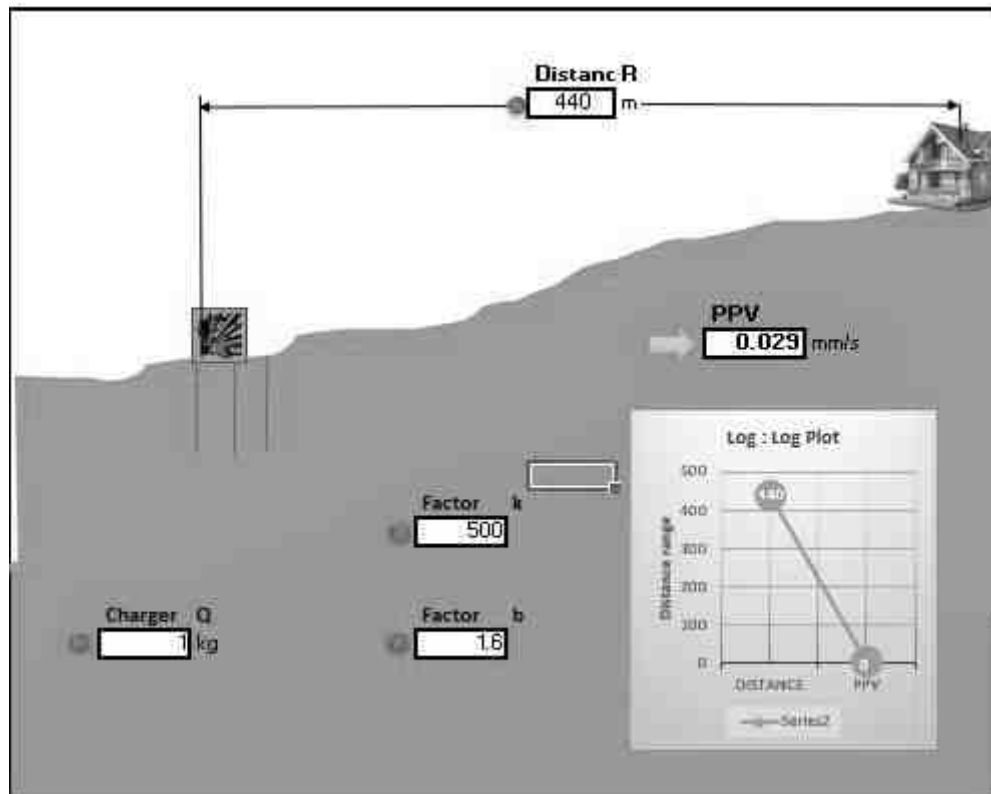 Distanc R
440 m
PPV
0.029 mm/s
Log : Log Plot
500
400
300
200
100
0
Distance range
440
DISTANCE PPV
Series2
Factor k
500
Charger Q
1 kg
Factor b
1.6